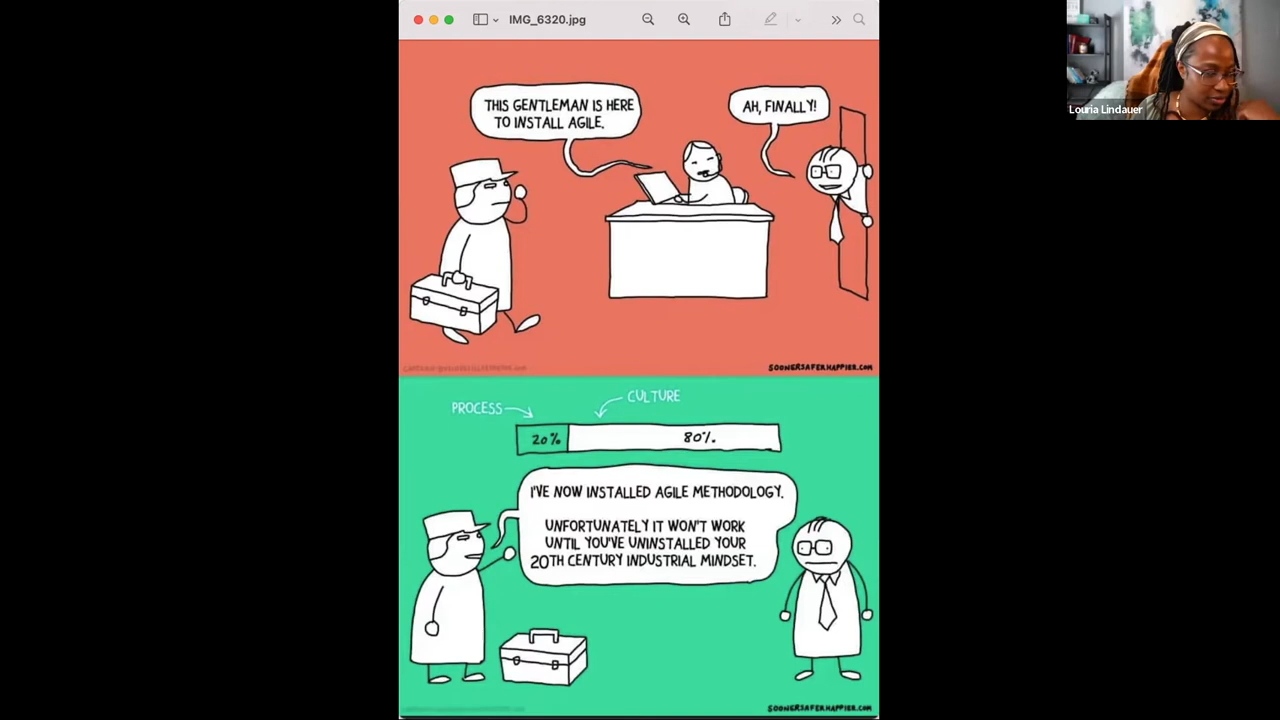 IMG_6320.jpg
Louria Lindauer
THIS GENTLEMAN IS HERE
TO INSTALL AGILE.
AH, FINALLY!
SOONERSAFERHAPPIER.COM
PROCESS
CULTURE
20%
80%.
I'VE NOW INSTALLED AGILE METHODOLOGY.
UNFORTUNATELY IT WON'T WORK
UNTIL YOU'VE UNINSTALLED YOUR
20TH CENTURY INDUSTRIAL MINDSET.
SOONERSAFERHAPPIER.COM